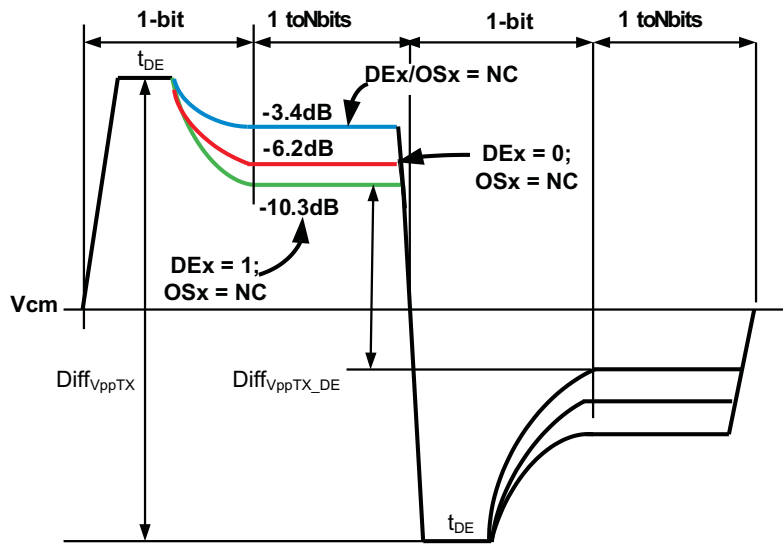 1-bit
1 toNbits
1-bit
1 toNbits
tDE
DEx/OSx = NC
-3.4dB
-6.2dB
DEx = 0;
OSx = NC
-10.3dB
DEx = 1;
OSx = NC
Vcm
DiffVppTX
DiffVppTX_DE
tDE